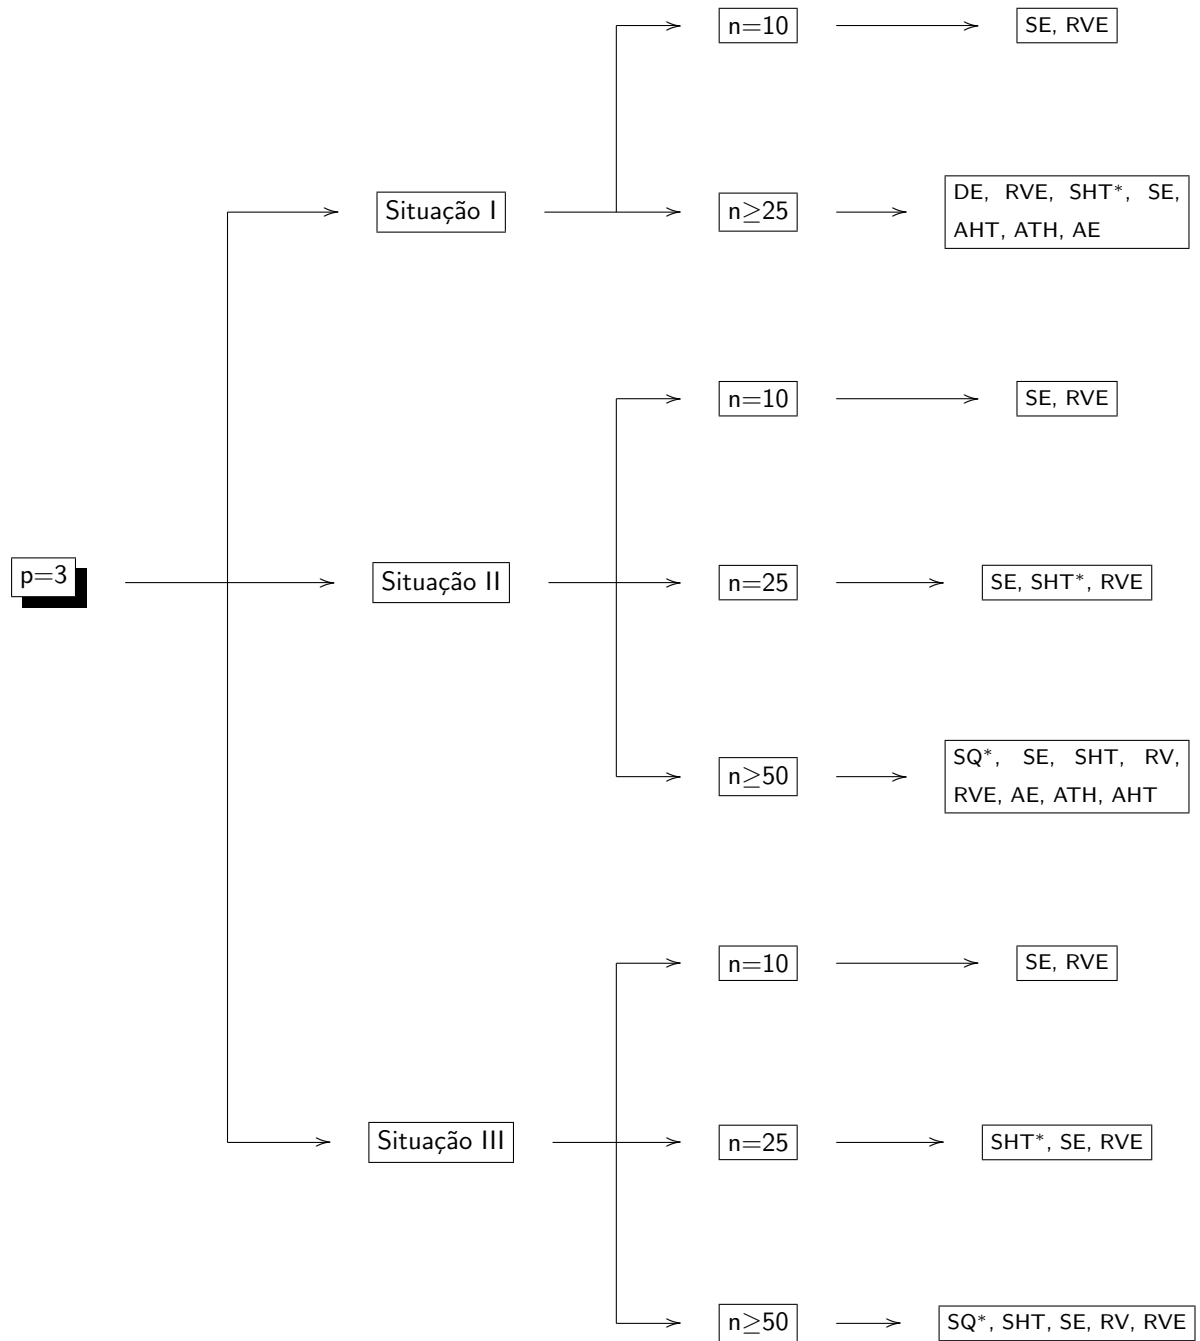 n=10
SE, RVE
Situação I
n≥25
DE, RVE, SHT*, SE,
AHT, ATH, AE
n=10
SE, RVE
p=3
Situação II
n=25
SE, SHT*, RVE
n≥50
SQ*, SE, SHT, RV,
RVE, AE, ATH, AHT
n=10
SE, RVE
Situação III
n=25
SHT*, SE, RVE
n≥50
SQ*, SHT, SE, RV, RVE